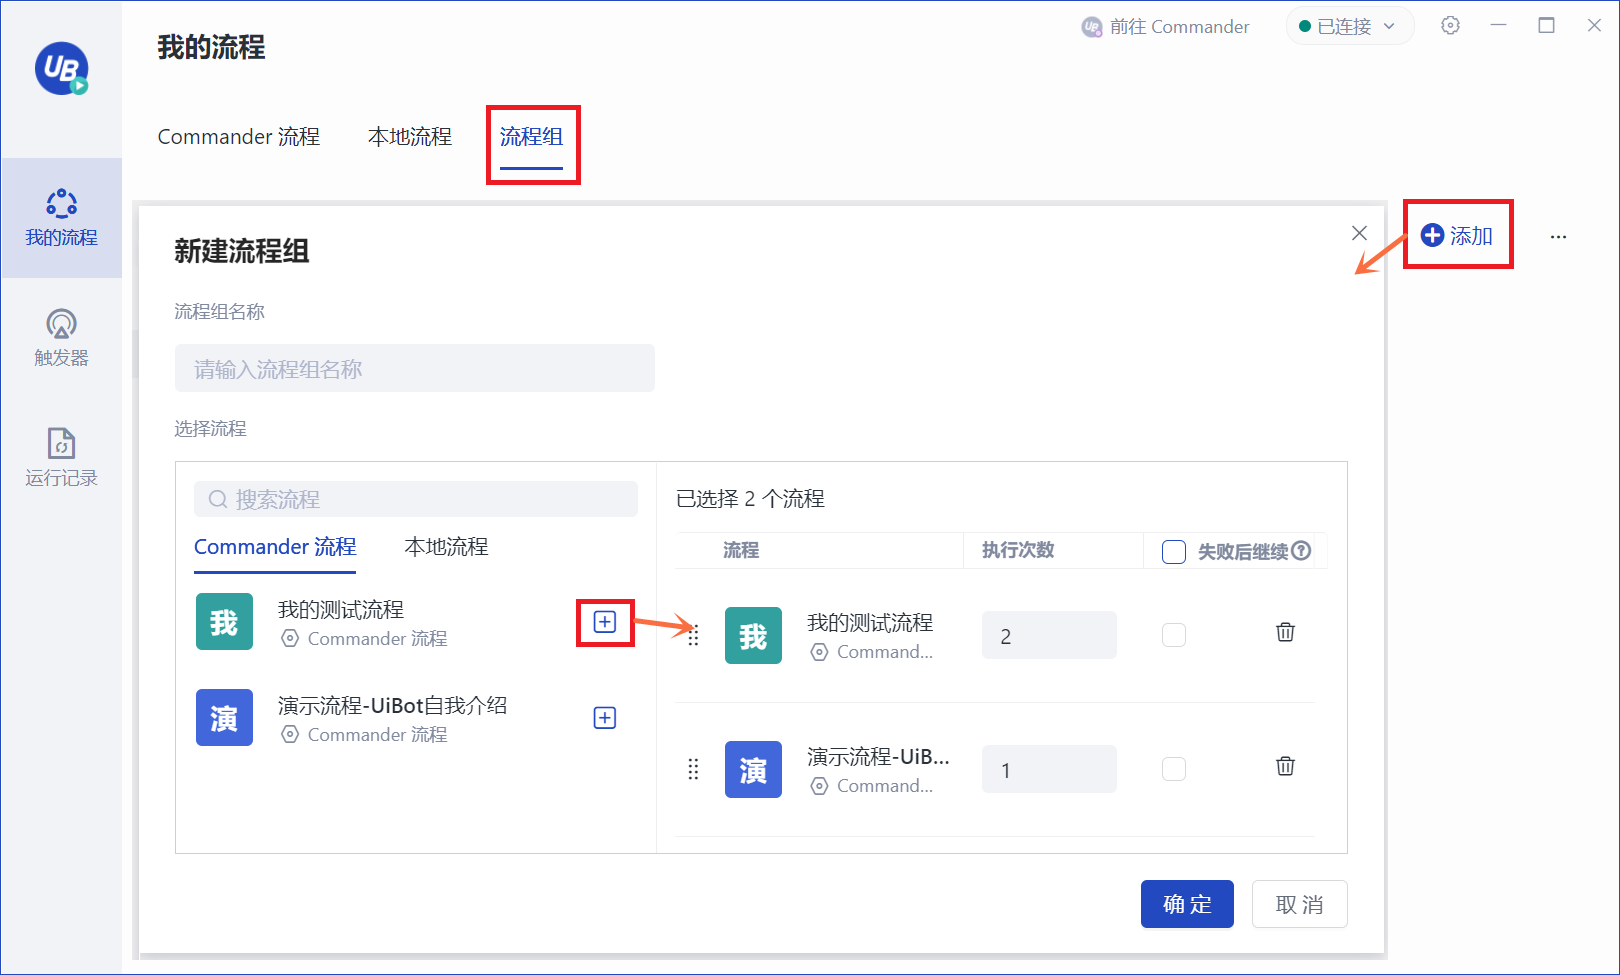 我的流程
前往 Commander
已连接
UB
Commander 流程
本地流程
流程组
我的流程
触发器
运行记录
添加
...
新建流程组
流程组名称
请输入流程组名称
选择流程
搜索流程
Commander 流程
本地流程
我
我的测试流程
Commander 流程
演
演示流程-UiBot自我介绍
Commander 流程
已选择 2 个流程
流程
执行次数
失败后继续
我
我的测试流程
Command...
2
演
演示流程-UiB...
Command...
1
确 定
取 消